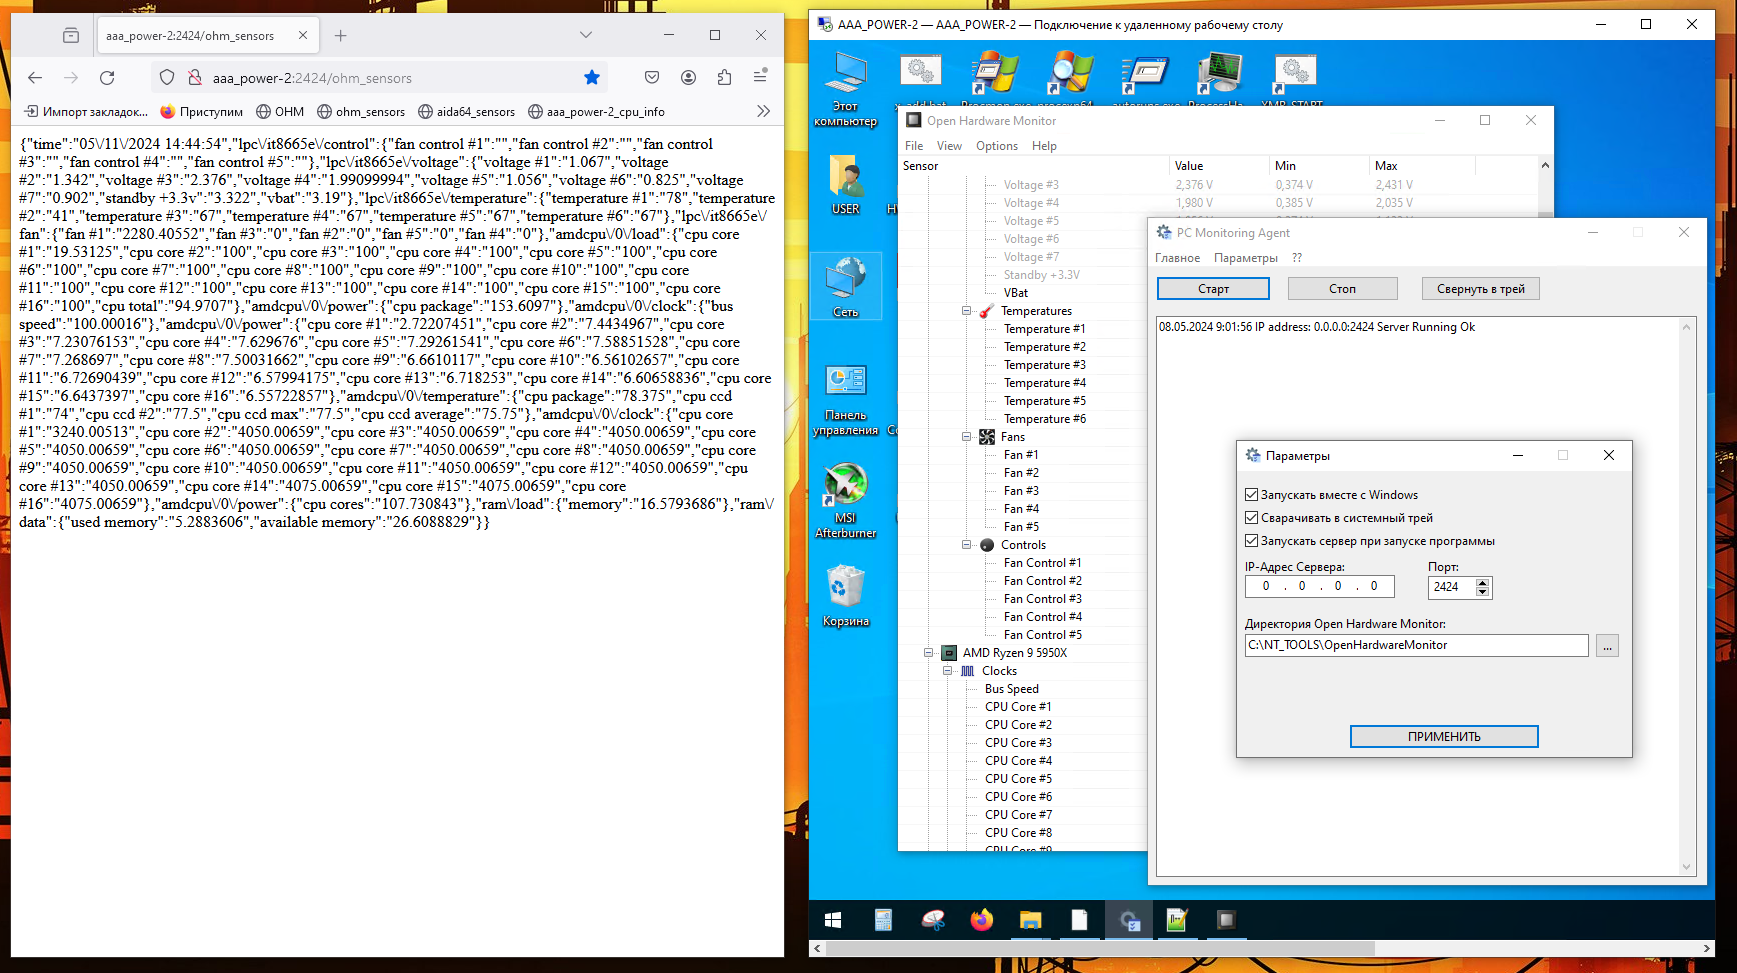 aaa_power-2:2424/ohm_sensors
aaa_power-2:2424/ohm_sensors
Импорт закладок...
Приступим
OHM
ohm_sensors
aida64_sensors
aaa_power-2_cpu_info
{"time":"05\/11\/2024 14:44:54","lpc\/it8665e\/control":{"fan control #1":"","fan control #2":"","fan control
#3":"","fan control #4":"","fan control #5":""},"lpc\/it8665e\/voltage":{"voltage #1":"1.067","voltage
#2":"1.342","voltage #3":"2.376","voltage #4":"1.99099994","voltage #5":"1.056","voltage #6":"0.825","voltage
#7":"0.902","standby +3.3v":"3.322","vbat":"3.19"},"lpc\/it8665e\/temperature":{"temperature #1":"78","temperature
#2":"41","temperature #3":"67","temperature #4":"67","temperature #5":"67","temperature #6":"67"},"lpc\/it8665e\/
fan":{"fan #1":"2280.40552","fan #3":"0","fan #2":"0","fan #5":"0","fan #4":"0"},"amdcpu\/0\/load":{"cpu core
#1":"19.53125","cpu core #2":"100","cpu core #3":"100","cpu core #4":"100","cpu core #5":"100","cpu core
#6":"100","cpu core #7":"100","cpu core #8":"100","cpu core #9":"100","cpu core #10":"100","cpu core
#11":"100","cpu core #12":"100","cpu core #13":"100","cpu core #14":"100","cpu core #15":"100","cpu core
#16":"100","cpu total":"94.9707"},"amdcpu\/0\/power":{"cpu package":"153.6097"},"amdcpu\/0\/clock":{"bus
speed":"100.00016"},"amdcpu\/0\/power":{"cpu core #1":"2.72207451","cpu core #2":"7.4434967","cpu core
#3":"7.23076153","cpu core #4":"7.629676","cpu core #5":"7.29261541","cpu core #6":"7.58851528","cpu core
#7":"7.268697","cpu core #8":"7.50031662","cpu core #9":"6.6610117","cpu core #10":"6.56102657","cpu core
#11":"6.72690439","cpu core #12":"6.57994175","cpu core #13":"6.718253","cpu core #14":"6.60658836","cpu core
#15":"6.6437397","cpu core #16":"6.55722857"},"amdcpu\/0\/temperature":{"cpu package":"78.375","cpu ccd
#1":"74","cpu ccd #2":"77.5","cpu ccd max":"77.5","cpu ccd average":"75.75"},"amdcpu\/0\/clock":{"cpu core
#1":"3240.00513","cpu core #2":"4050.00659","cpu core #3":"4050.00659","cpu core #4":"4050.00659","cpu core
#5":"4050.00659","cpu core #6":"4050.00659","cpu core #7":"4050.00659","cpu core #8":"4050.00659","cpu core
#9":"4050.00659","cpu core #10":"4050.00659","cpu core #11":"4050.00659","cpu core #12":"4050.00659","cpu
core #13":"4050.00659","cpu core #14":"4075.00659","cpu core #15":"4075.00659","cpu core
#16":"4075.00659"},"amdcpu\/0\/power":{"cpu cores":"107.730843"},"ram\/load":{"memory":"16.5793686"},"ram\/
data":{"used memory":"5.2883606","available memory":"26.6088829"}}
AAA_POWER-2 — AAA_POWER-2 — Подключение к удаленному рабочему столу
Этот
компьютер
USER
Сеть
Панель
управления
MSI
Afterburner
Корзина
Open Hardware Monitor
File View Options Help
Sensor Value Min Max
Voltage #3 2,376 V 0,374 V 2,431 V
Voltage #4 1,980 V 0,385 V 2,035 V
Voltage #5
Voltage #6
Voltage #7
Standby +3.3V
VBat
Temperatures
Temperature #1
Temperature #2
Temperature #3
Temperature #4
Temperature #5
Temperature #6
Fans
Fan #1
Fan #2
Fan #3
Fan #4
Fan #5
Controls
Fan Control #1
Fan Control #2
Fan Control #3
Fan Control #4
Fan Control #5
AMD Ryzen 9 5950X
Clocks
Bus Speed
CPU Core #1
CPU Core #2
CPU Core #3
CPU Core #4
CPU Core #5
CPU Core #6
CPU Core #7
CPU Core #8
CPU Core #9
PC Monitoring Agent
Главное Параметры ??
Старт Стоп Свернуть в трей
08.05.2024 9:01:56 IP address: 0.0.0.0:2424 Server Running Ok
Параметры
Запускать вместе с Windows
Сварачивать в системный трей
Запускать сервер при запуске программы
IP-Адрес Сервера: Порт:
0 . 0 . 0 . 0 2424
Директория Open Hardware Monitor:
C:\NT_TOOLS\OpenHardwareMonitor
...
ПРИМЕНИТЬ